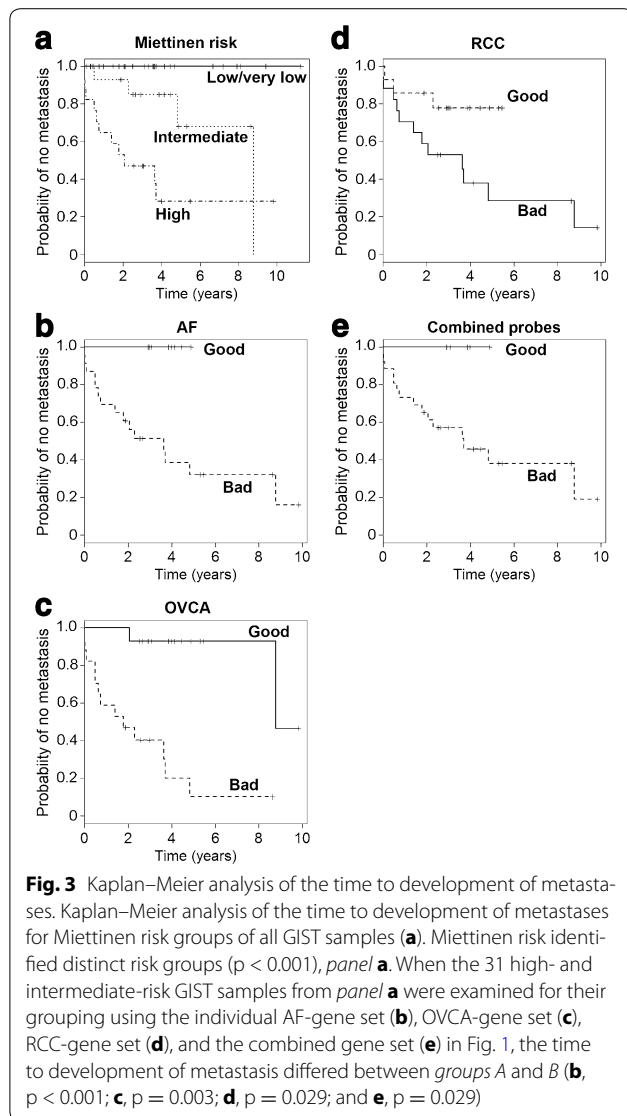 a
Miettinen risk
Probability of no metastasis
1.0
0.8
0.6
0.4
0.2
0
Low/very low
Intermediate
High
0 2 4 6 8 10
Time (years)
b
AF
Probability of no metastasis
1.0
0.8
0.6
0.4
0.2
0
Good
Bad
0 2 4 6 8 10
Time (years)
c
OVCA
Probability of no metastasis
1.0
0.8
0.6
0.4
0.2
0
Good
Bad
0 2 4 6 8 10
Time (years)
d
RCC
Probability of no metastasis
1.0
0.8
0.6
0.4
0.2
0
Good
Bad
0 2 4 6 8 10
Time (years)
e
Combined probes
Probability of no metastasis
1.0
0.8
0.6
0.4
0.2
0
Good
Bad
0 2 4 6 8 10
Time (years)
Fig. 3 Kaplan–Meier analysis of the time to development of metasta-
ses. Kaplan–Meier analysis of the time to development of metastases
for Miettinen risk groups of all GIST samples (a). Miettinen risk identi-
fied distinct risk groups (p < 0.001), panel a. When the 31 high- and
intermediate-risk GIST samples from panel a were examined for their
grouping using the individual AF-gene set (b), OVCA-gene set (c),
RCC-gene set (d), and the combined gene set (e) in Fig. 1, the time
to development of metastasis differed between groups A and B (b,
p < 0.001; c, p = 0.003; d, p = 0.029; and e, p = 0.029)